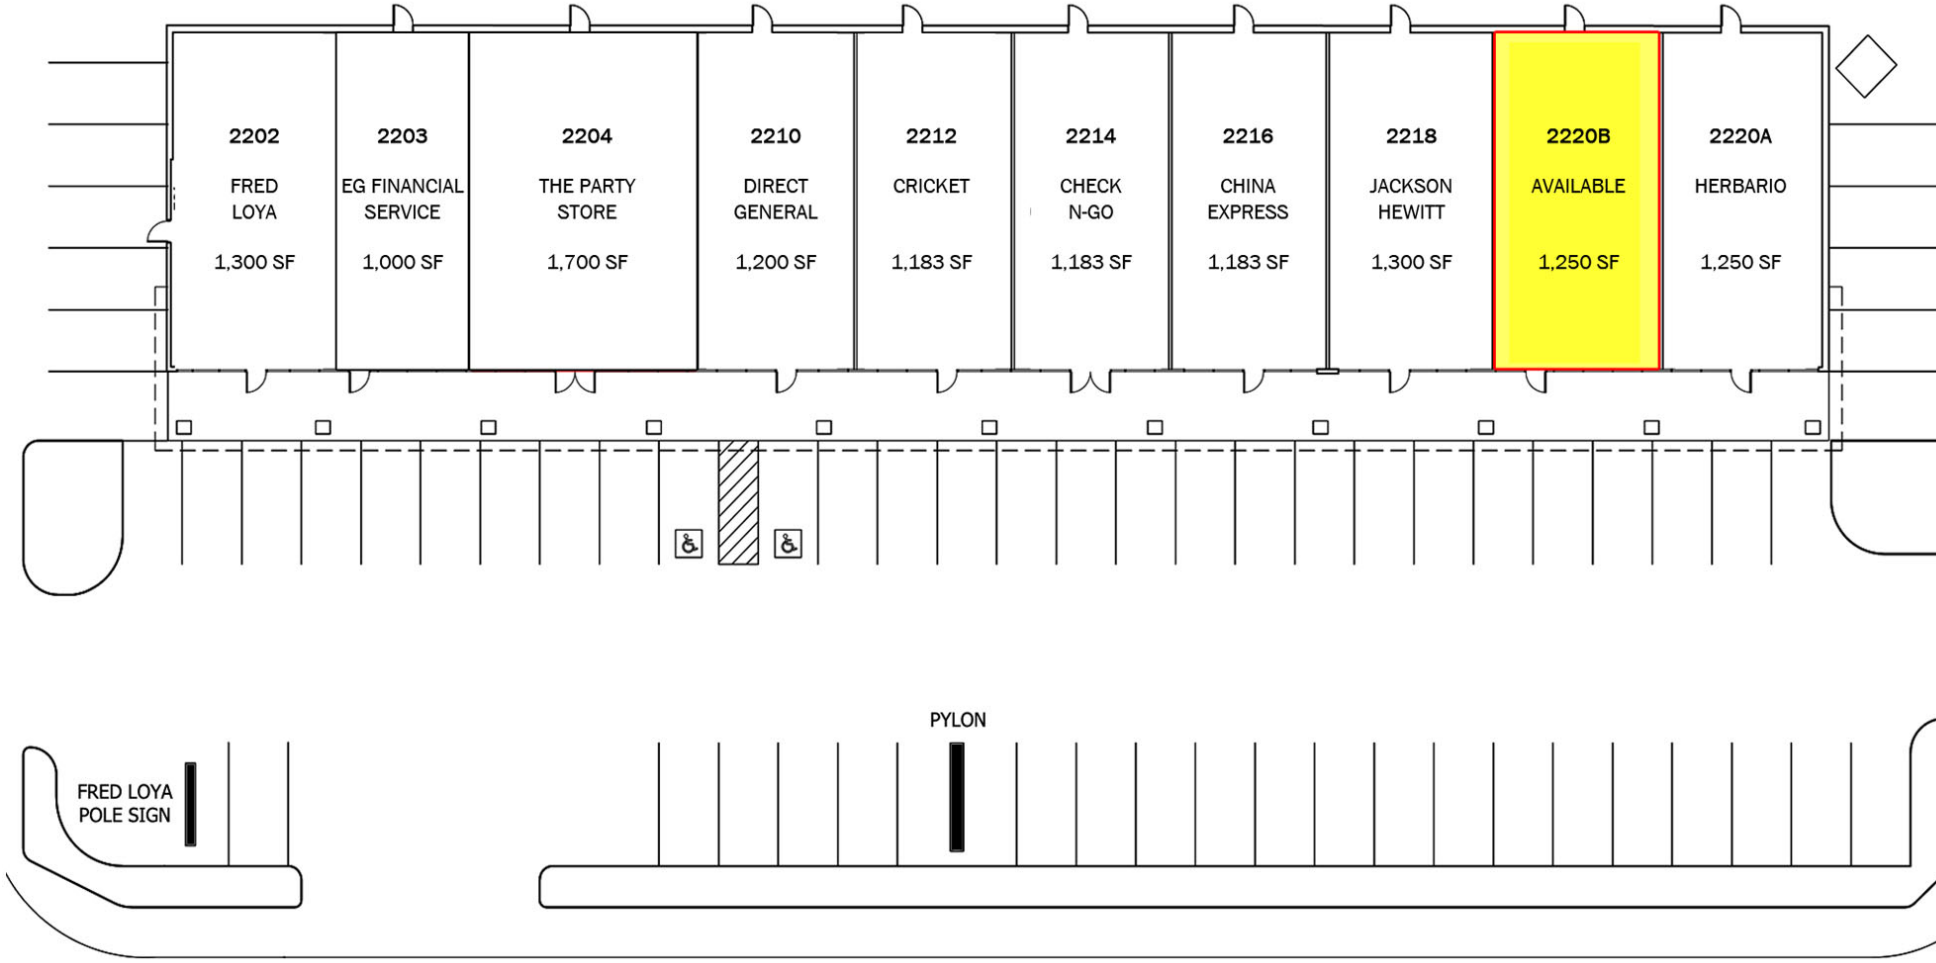 2202
FRED
LOYA
1,300 SF
2203
EG FINANCIAL
SERVICE
1,000 SF
2204
THE PARTY
STORE
1,700 SF
2210
DIRECT
GENERAL
1,200 SF
2212
CRICKET
1,183 SF
2214
CHECK
N-GO
1,183 SF
2216
CHINA
EXPRESS
1,183 SF
2218
JACKSON
HEWITT
1,300 SF
2220B
AVAILABLE
1,250 SF
2220A
HERBARIO
1,250 SF
PYLON
FRED LOYA
POLE SIGN